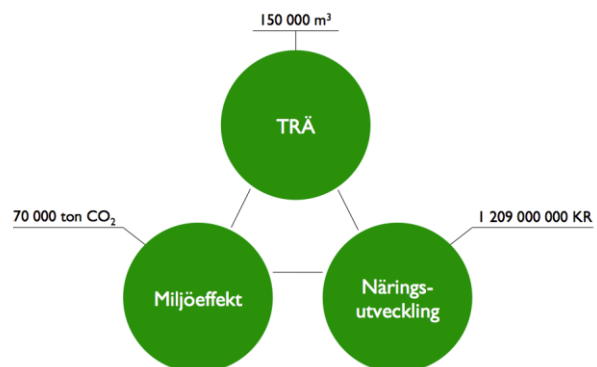 150 000 m³
TRÄ
70 000 ton CO₂
1 209 000 000 KR
Miljöeffekt
Närings-
utveckling